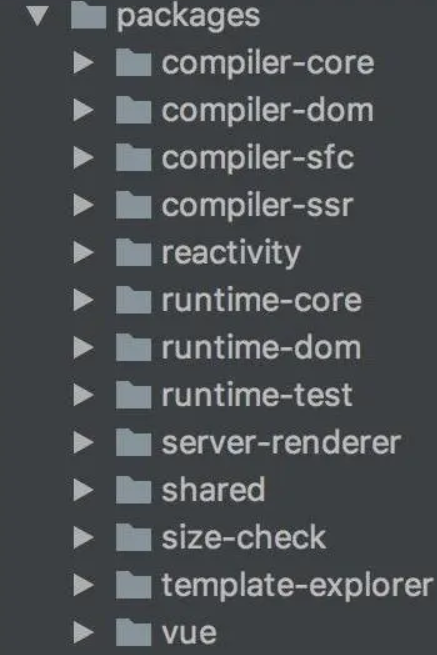 packages
compiler-core
compiler-dom
compiler-sfc
compiler-ssr
reactivity
runtime-core
runtime-dom
runtime-test
server-renderer
shared
size-check
template-explorer
vue